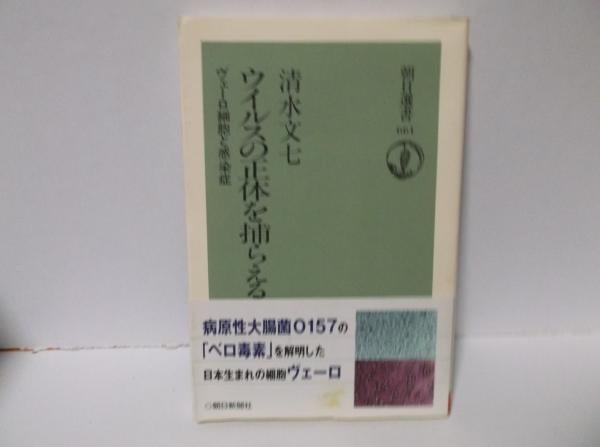 朝日選書
664
清水文七
ウイルスの正体を捕らえる
ヴェーロ細胞と感染症
病原性大腸菌O157の
「ベロ毒素」を解明した
日本生まれの細胞ヴェーロ
朝日新聞社